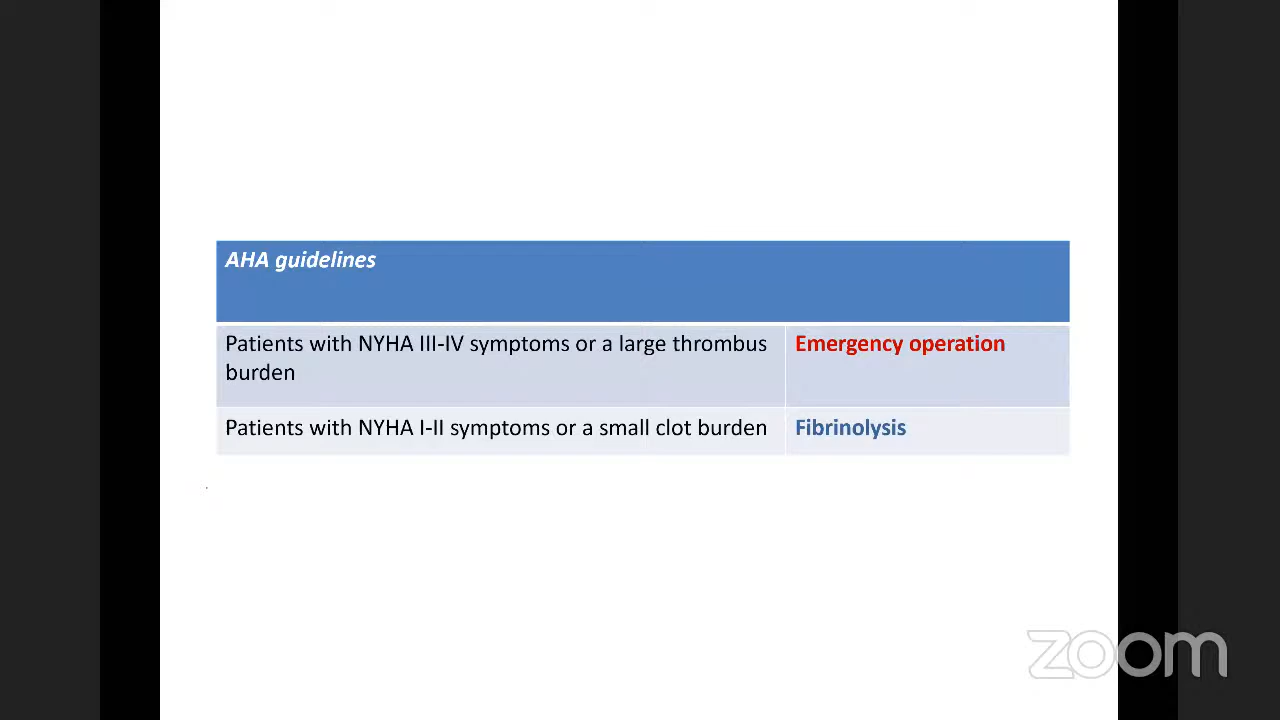 AHA guidelines
Patients with NYHA III-IV symptoms or a large thrombus
burden
Emergency operation
Patients with NYHA I-II symptoms or a small clot burden
Fibrinolysis
zoom